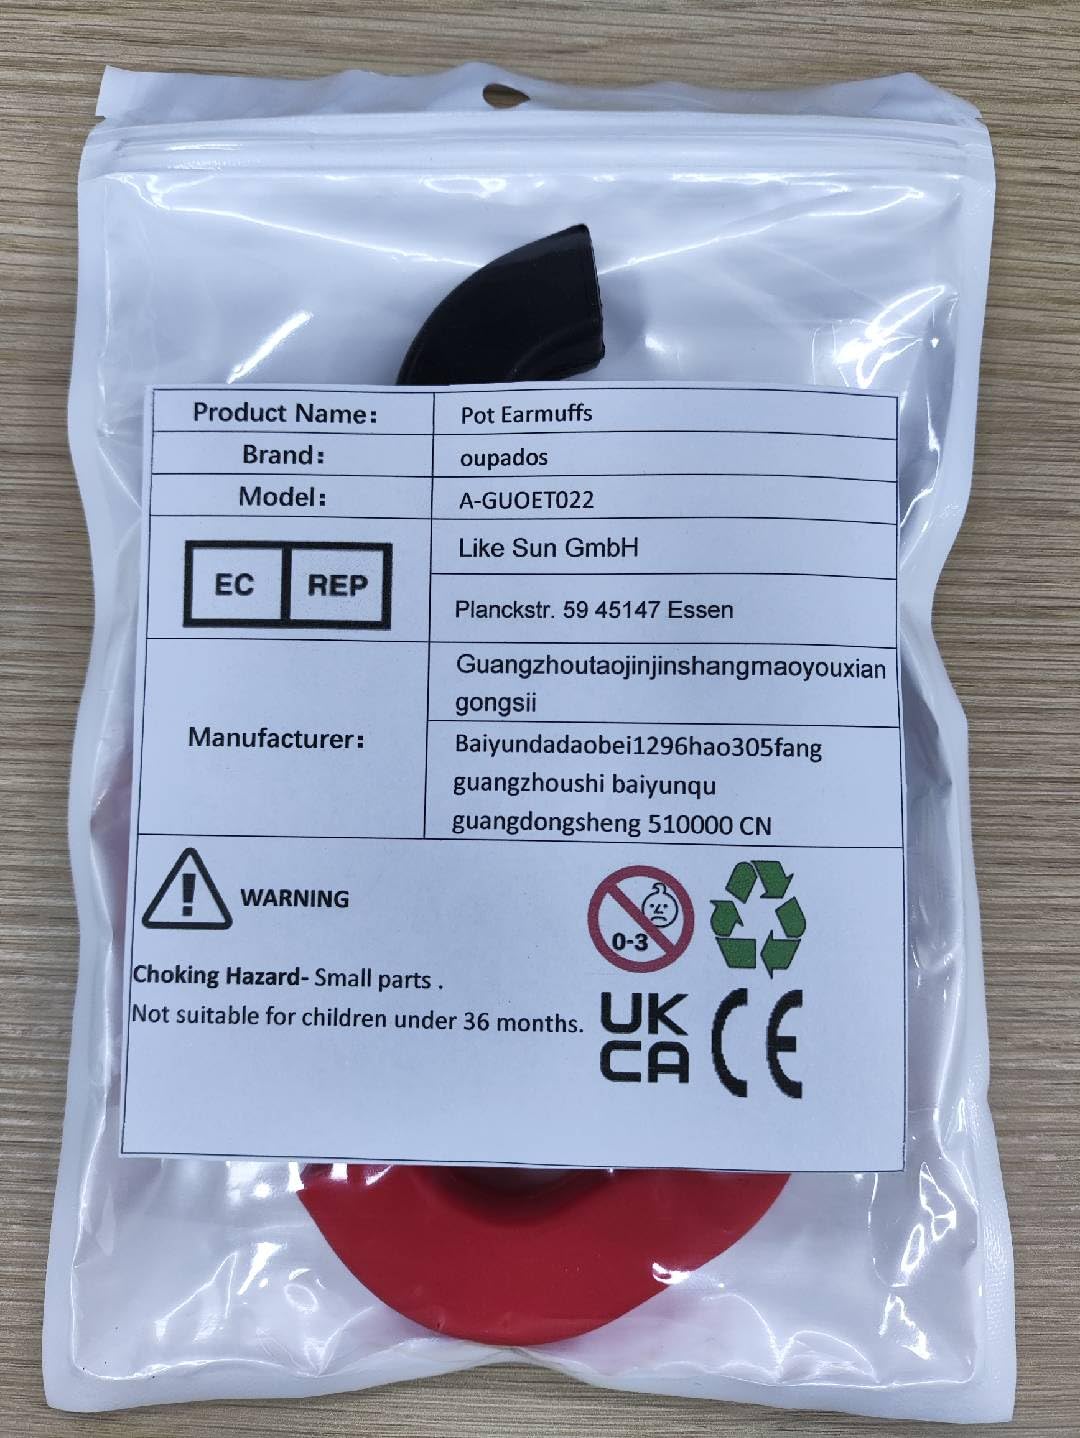 Product Name: Pot Earmuffs
Brand: oupados
Model: A-GUOET022
EC REP
Like Sun GmbH
Planckstr. 59 45147 Essen
Manufacturer:
Guangzhoutaojinjinshangmaoyouxian
gongsii
Baiyundadaobei1296hao305fang
guangzhoushi baiyunqu
guangdongsheng 510000 CN
! WARNING
0-3
Choking Hazard- Small parts .
Not suitable for children under 36 months.
UK
CA
CE